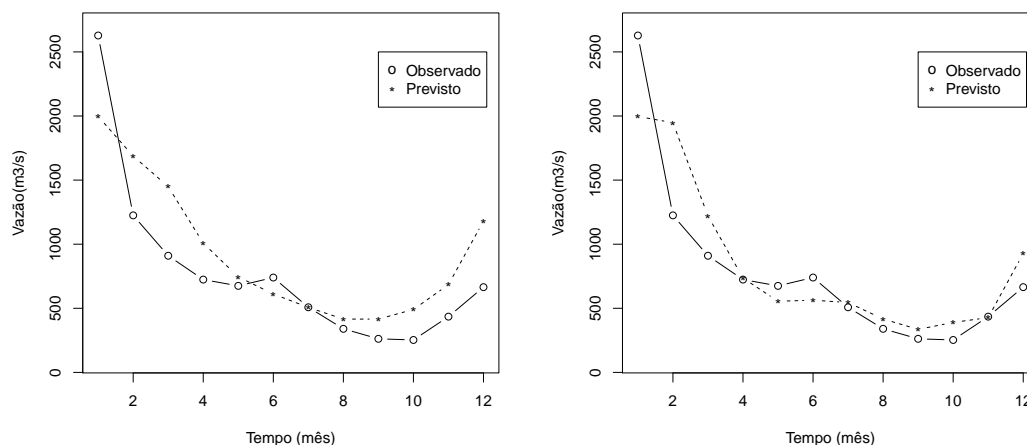 2500
2000
1500
1000
500
0
Vazão(m3/s)
o Observado
* Previsto
2 4 6 8 10 12
Tempo (mês)
2500
2000
1500
1000
500
0
Vazão(m3/s)
o Observado
* Previsto
2 4 6 8 10 12
Tempo (mês)